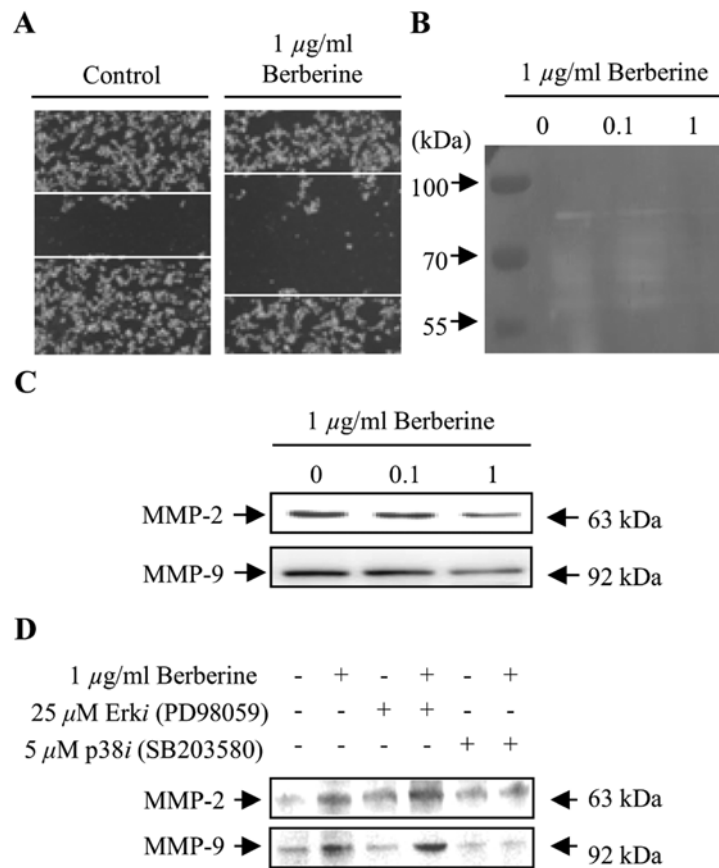 A
Control
1 µg/ml
Berberine
B
1 µg/ml Berberine
(kDa)
0 0.1 1
100
70
55
C
1 µg/ml Berberine
0 0.1 1
MMP-2
63 kDa
MMP-9
92 kDa
D
1 µg/ml Berberine - + - + - +
25 µM Erki (PD98059) - - + + - -
5 µM p38i (SB203580) - - - - + +
MMP-2
63 kDa
MMP-9
92 kDa